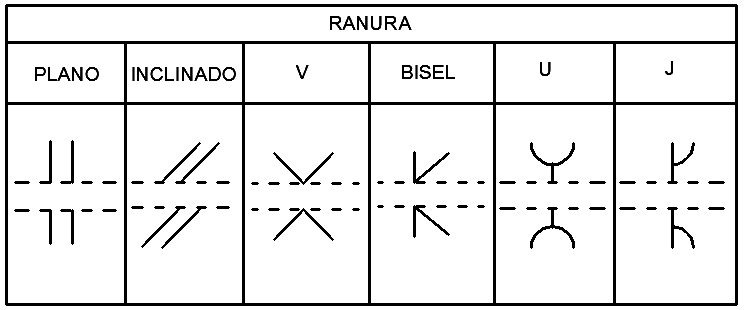 RANURA
PLANO INCLINADO V BISEL U J